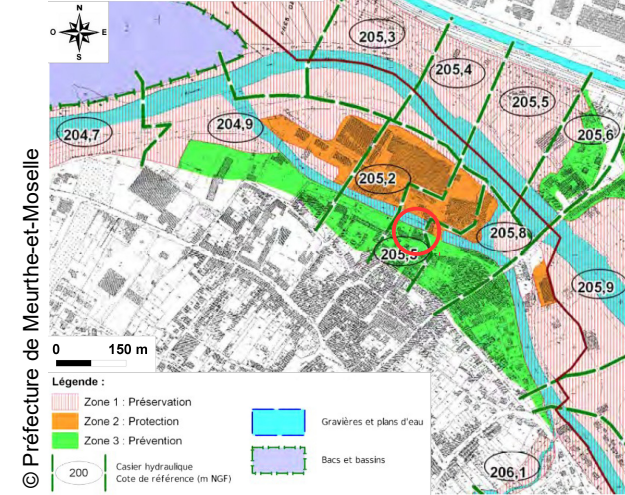 N
O E
S
PRES DE
205,3
205,4
205,5
205,6
204,7
204,9
205,2
205,8
205,5
205,9
206,1
0 150 m
© Préfecture de Meurthe-et-Moselle
Légende :
Zone 1 : Préservation
Zone 2 : Protection
Zone 3 : Prévention
200
Casier hydraulique
Cote de référence (m NGF)
Gravières et plans d'eau
Bacs et bassins